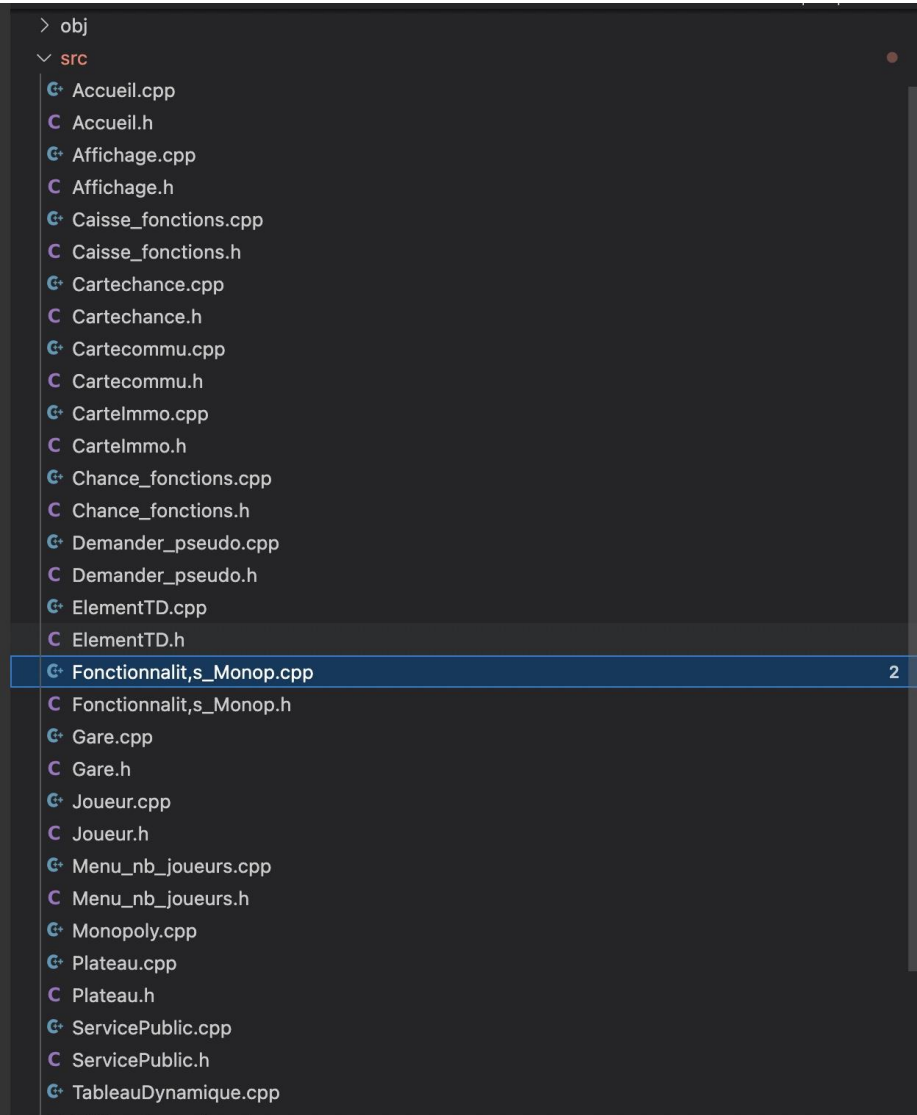 obj
src
Accueil.cpp
Accueil.h
Affichage.cpp
Affichage.h
Caisse_fonctions.cpp
Caisse_fonctions.h
Cartechance.cpp
Cartechance.h
Cartecommu.cpp
Cartecommu.h
CarteImmo.cpp
CarteImmo.h
Chance_fonctions.cpp
Chance_fonctions.h
Demander_pseudo.cpp
Demander_pseudo.h
ElementTD.cpp
ElementTD.h
Fonctionnalit,s_Monop.cpp 2
Fonctionnalit,s_Monop.h
Gare.cpp
Gare.h
Joueur.cpp
Joueur.h
Menu_nb_joueurs.cpp
Menu_nb_joueurs.h
Monopoly.cpp
Plateau.cpp
Plateau.h
ServicePublic.cpp
ServicePublic.h
TableauDynamique.cpp